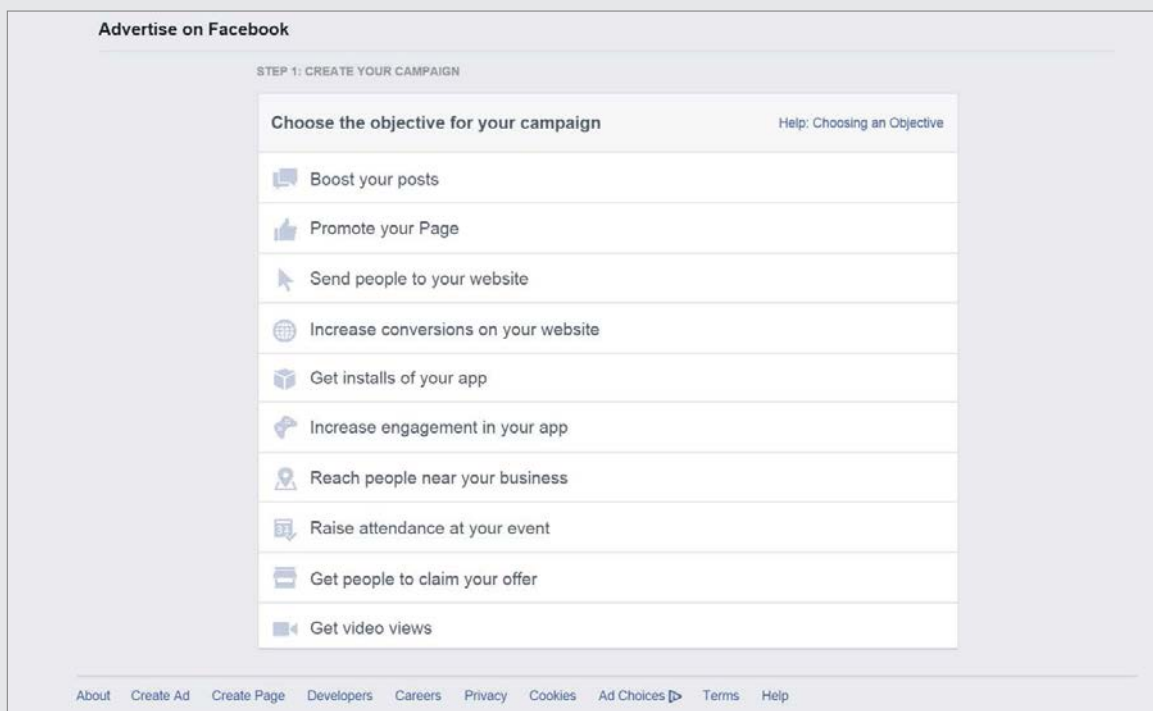 Advertise on Facebook
STEP 1: CREATE YOUR CAMPAIGN
Choose the objective for your campaign Help: Choosing an Objective
Boost your posts
Promote your Page
Send people to your website
Increase conversions on your website
Get installs of your app
Increase engagement in your app
Reach people near your business
31
Raise attendance at your event
Get people to claim your offer
Get video views
About Create Ad Create Page Developers Careers Privacy Cookies Ad Choices Terms Help